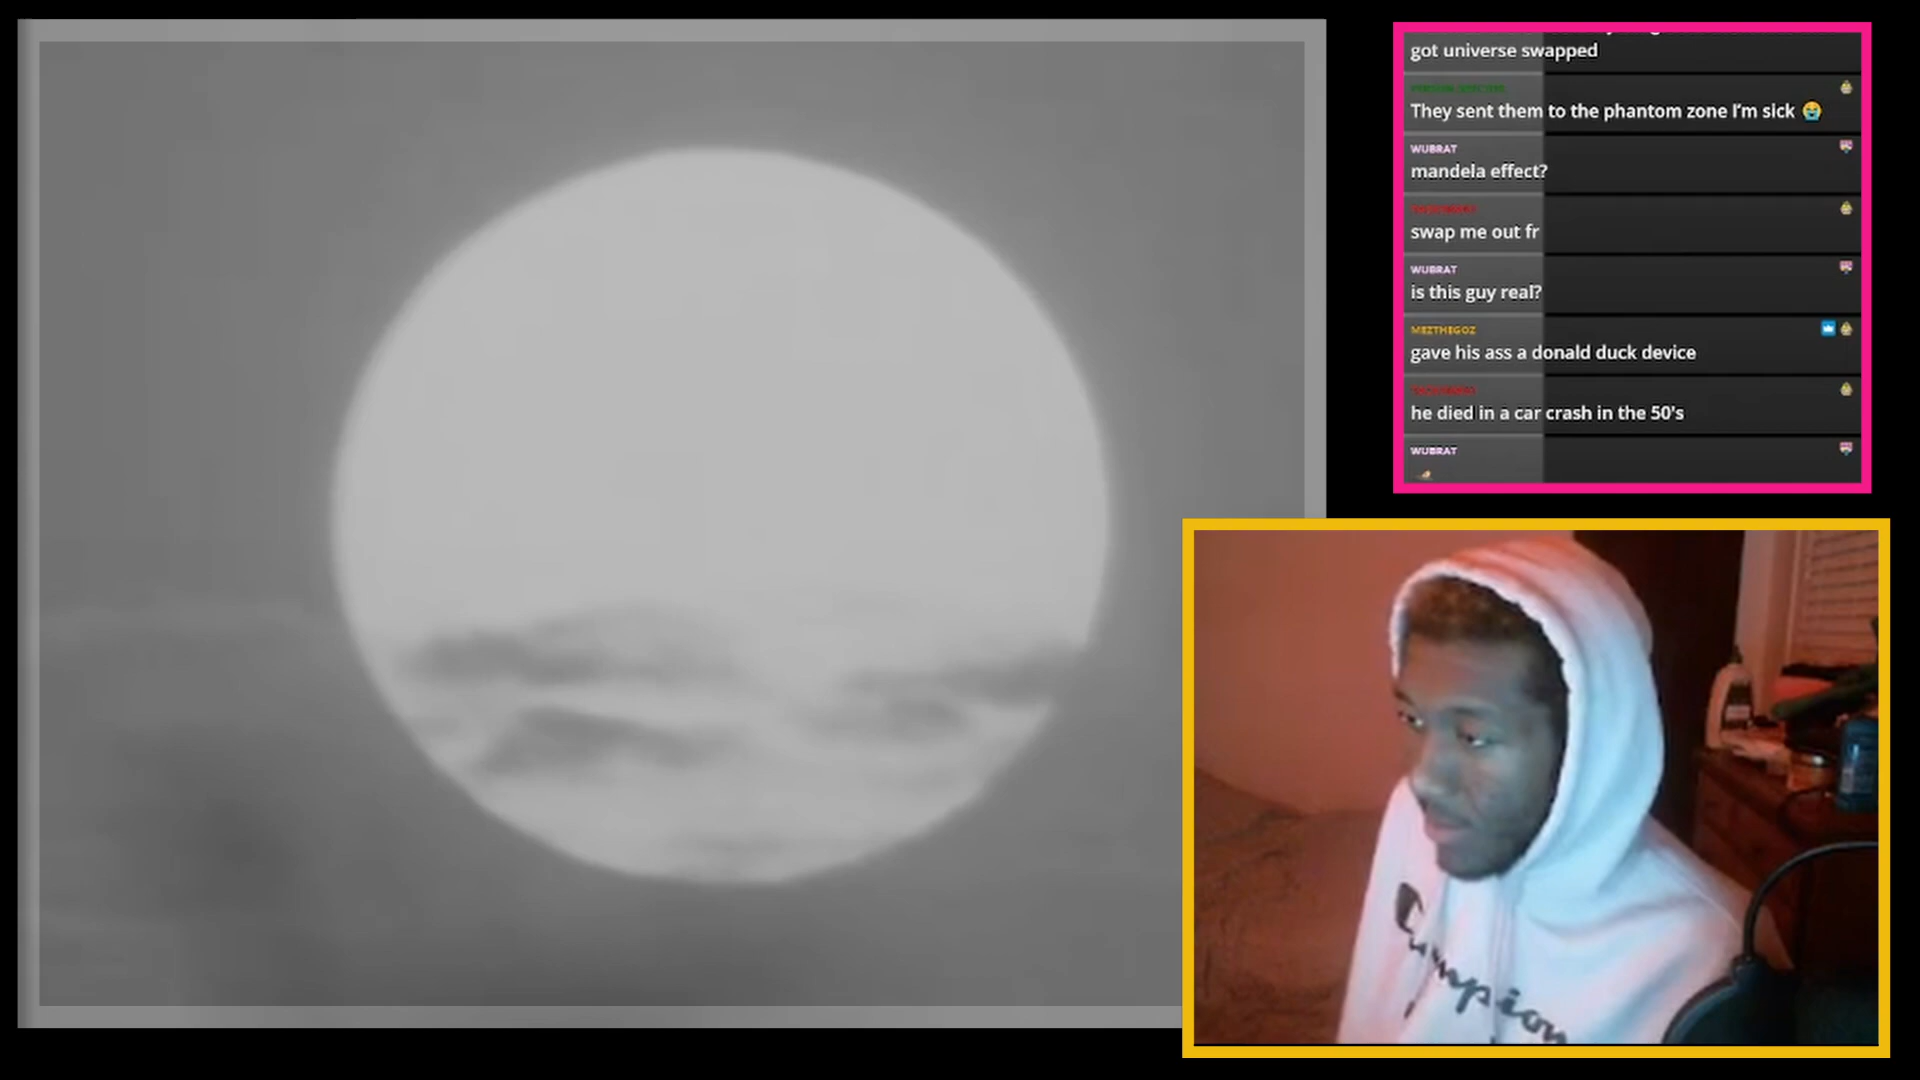 got universe swapped
They sent them to the phantom zone I'm sick 😭
WUBRAT
mandela effect?
swap me out fr
WUBRAT
is this guy real?
MEZTHEGOZ
gave his ass a donald duck device
he died in a car crash in the 50's
WUBRAT
Champion